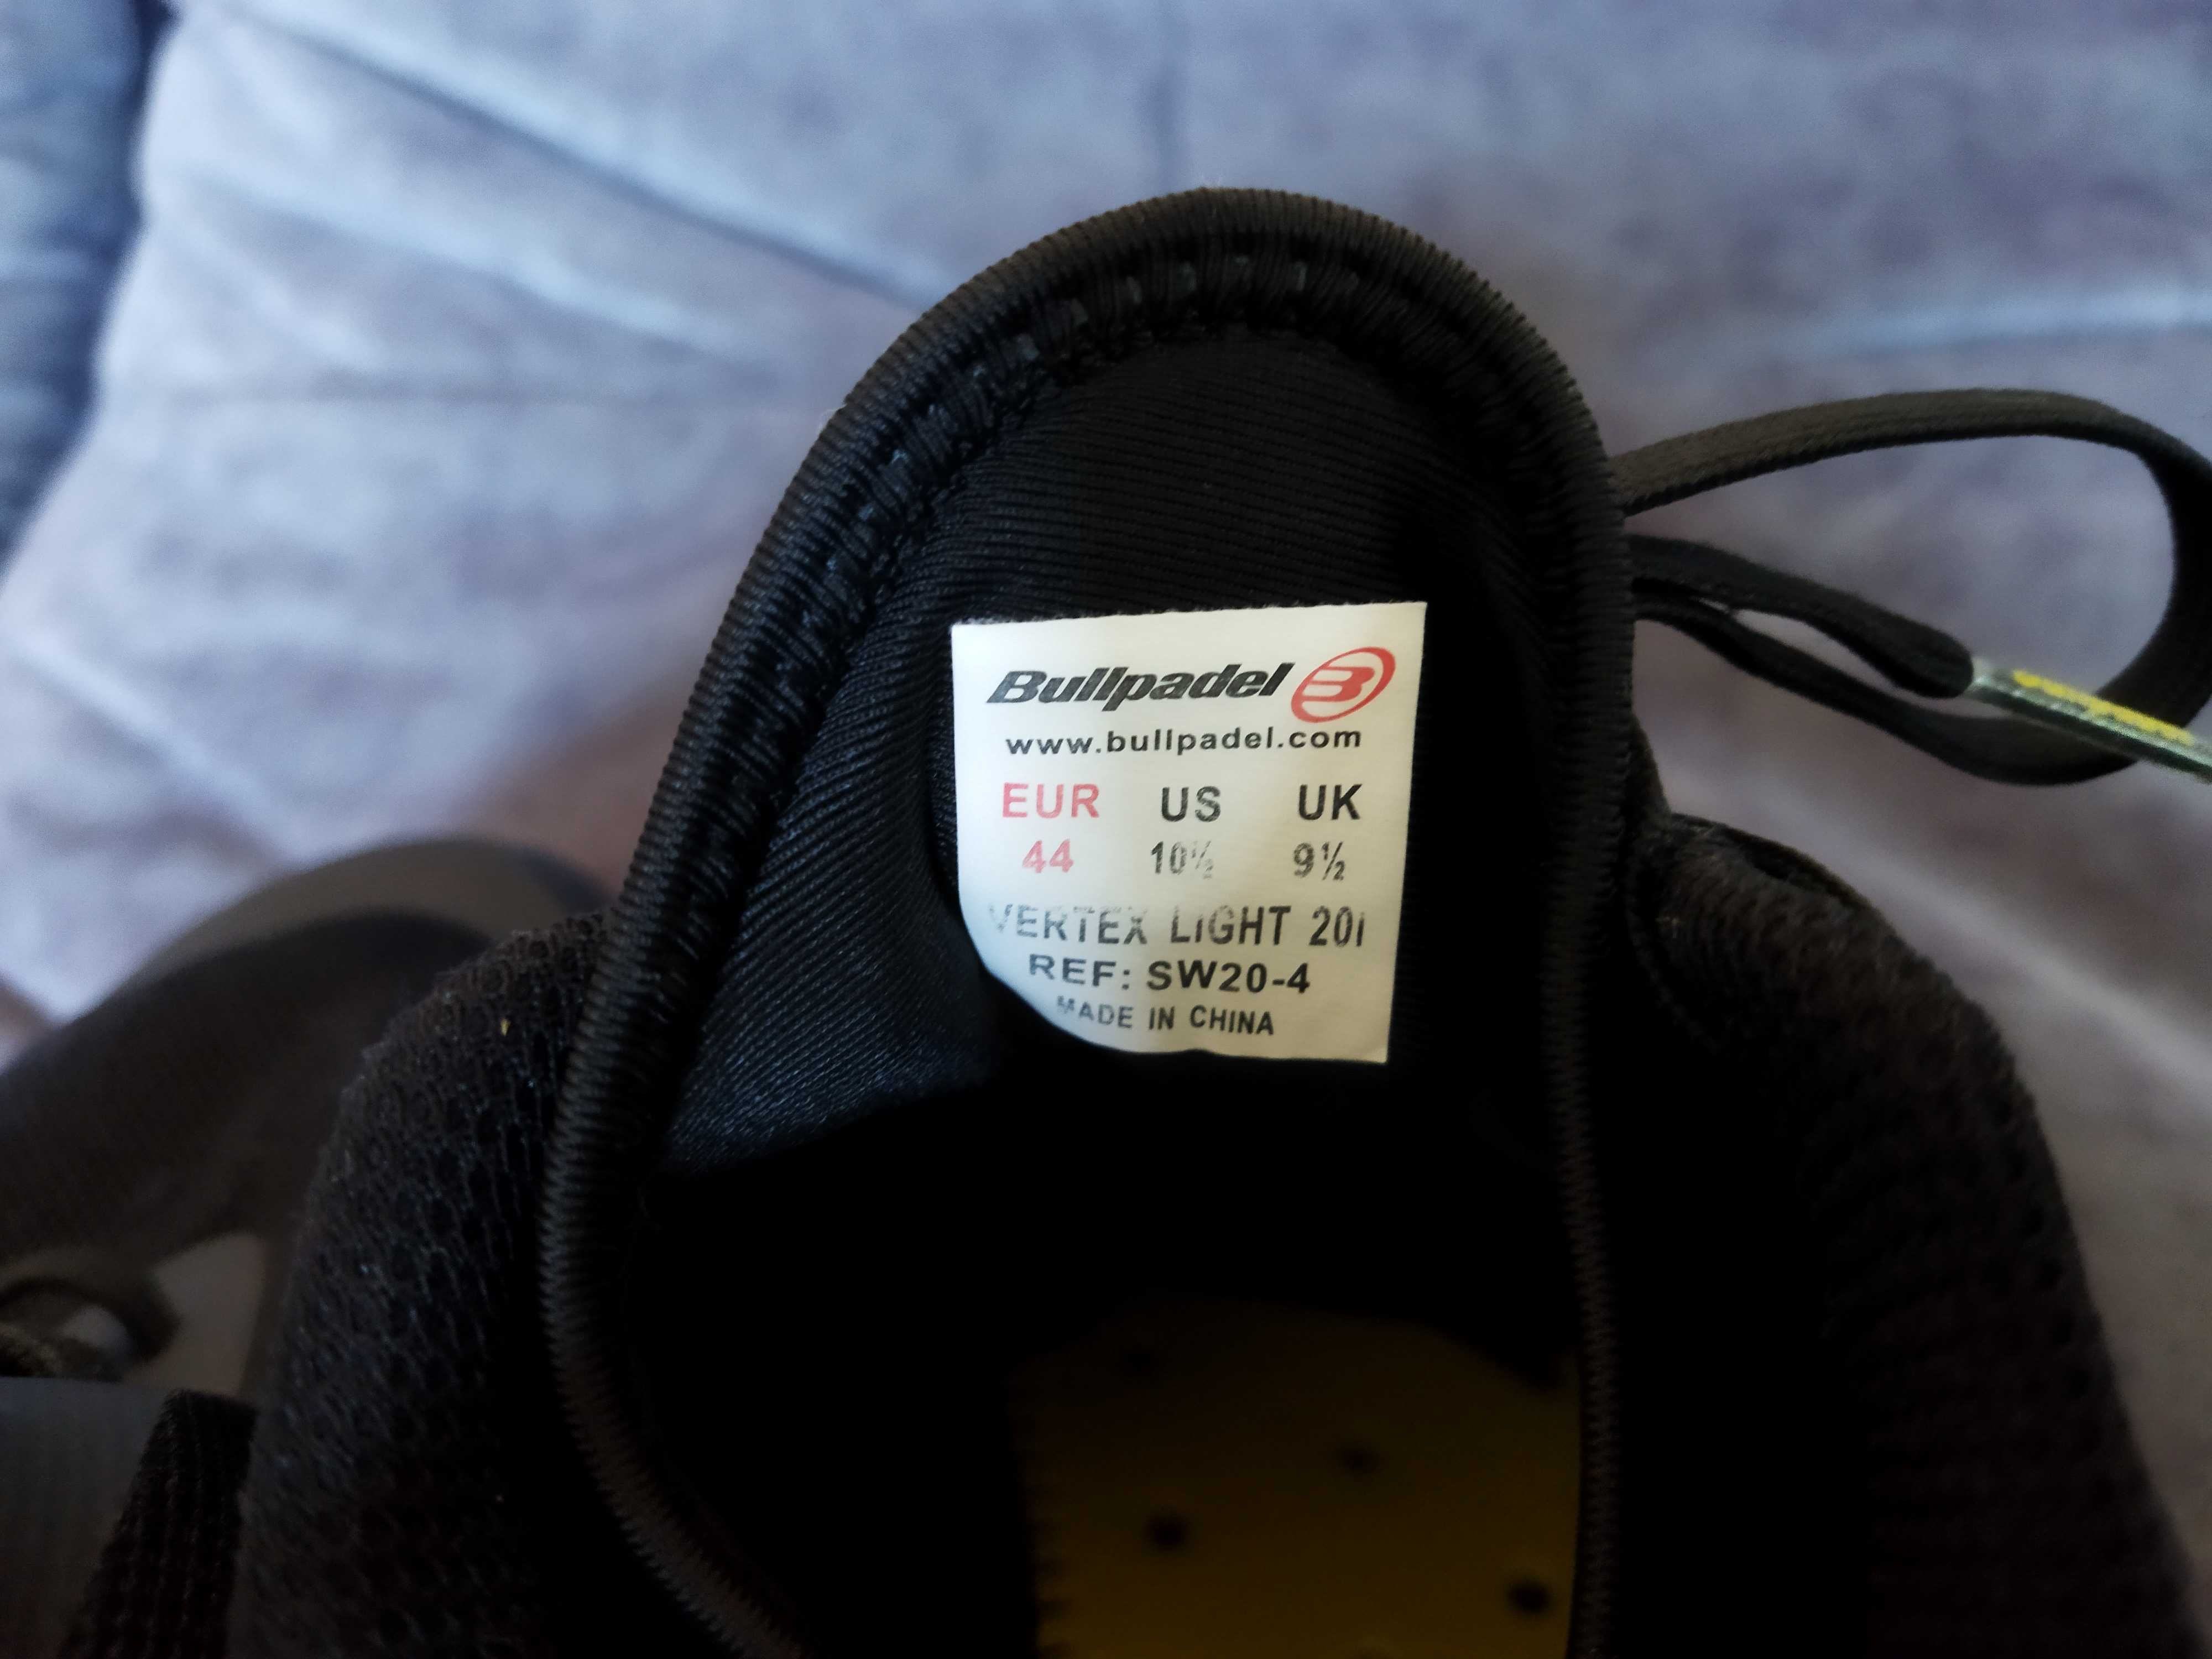 Bullpadel
www.bullpadel.com
EUR US UK
44 10½ 9½
VERTEX LIGHT 20I
REF: SW20-4
MADE IN CHINA